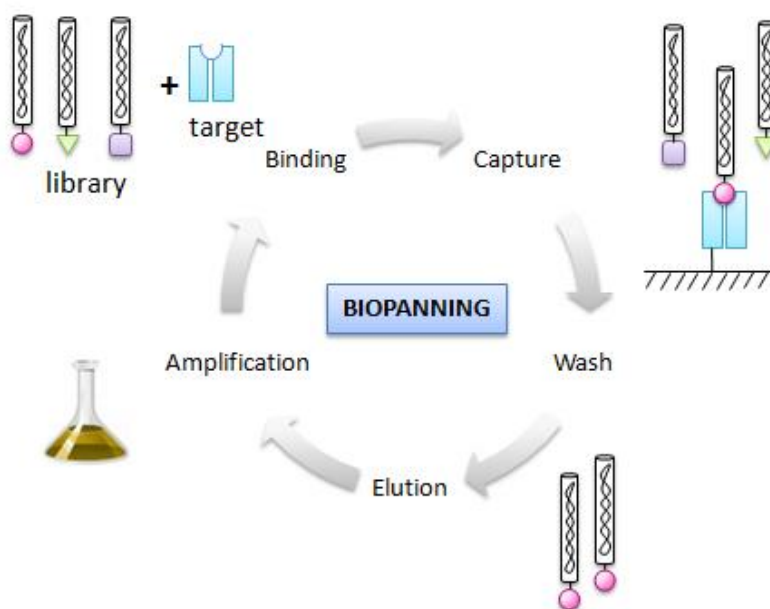 +
target
library
Binding
Capture
BIOPANNING
Amplification
Wash
Elution